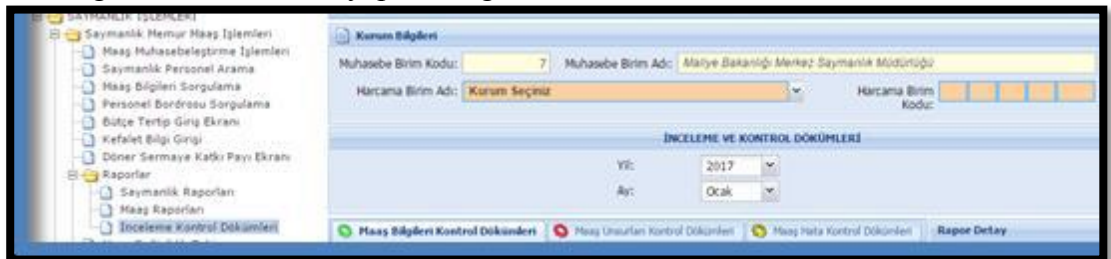 SAYMANLIK İŞLEMLERİ
Saymanlık Memur Maaş İşlemleri
Maaş Muhasebeleştirme İşlemleri
Saymanlık Personel Arama
Maaş Bilgileri Sorgulama
Personel Bordrosu Sorgulama
Bütçe Tertip Giriş Ekranı
Kefalet Bilgi Girişi
Döner Sermaye Katkı Payı Ekranı
Raporlar
Saymanlık Raporları
Maaş Raporları
İnceleme Kontrol Dökümleri
Kurum Bilgileri
Muhasebe Birim Kodu: 7 Muhasebe Birim Adı: Maliye Bakanlığı Merkez Saymanlık Müdürlüğü
Harcama Birim Adı: Kurum Seçiniz Harcama Birim
Kodu:
İNCELEME VE KONTROL DÖKÜMLERİ
Yıl: 2017
Ay: Ocak
Maaş Bilgileri Kontrol Dökümleri Maaş Unsurları Kontrol Dökümleri Maaş Hata Kontrol Dökümleri Rapor Detay